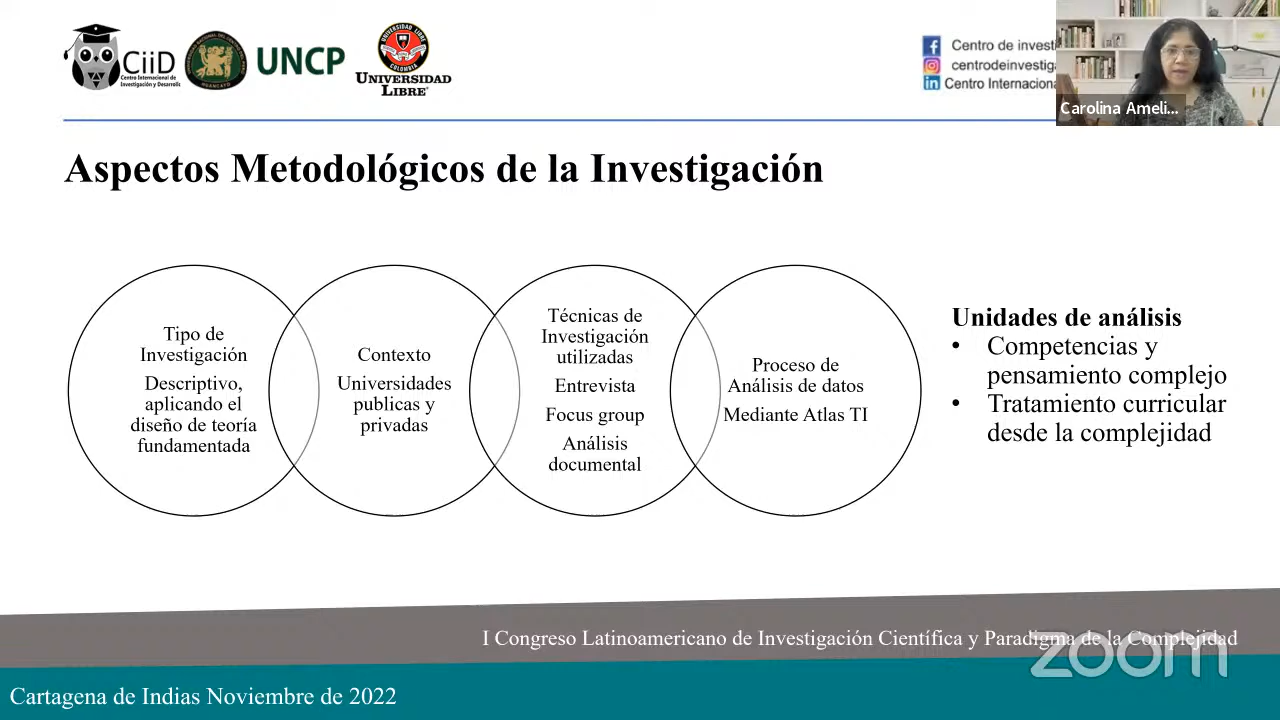 CiiD
Centro Internacional de
Investigación y Desarrollo
UNCP
UNIVERSIDAD LIBRE
COLOMBIA
UNIVERSIDAD
LIBRE®
Centro de investi
centrodeinvestiga
Centro Internaciona
Carolina Ameli...
Aspectos Metodológicos de la Investigación
Tipo de
Investigación
Descriptivo,
aplicando el
diseño de teoría
fundamentada
Contexto
Universidades
publicas y
privadas
Técnicas de
Investigación
utilizadas
Entrevista
Focus group
Análisis
documental
Proceso de
Análisis de datos
Mediante Atlas TI
Unidades de análisis
• Competencias y
pensamiento complejo
• Tratamiento curricular
desde la complejidad
I Congreso Latinoamericano de Investigación Científica y Paradigma de la Complejidad
zoom
Cartagena de Indias Noviembre de 2022